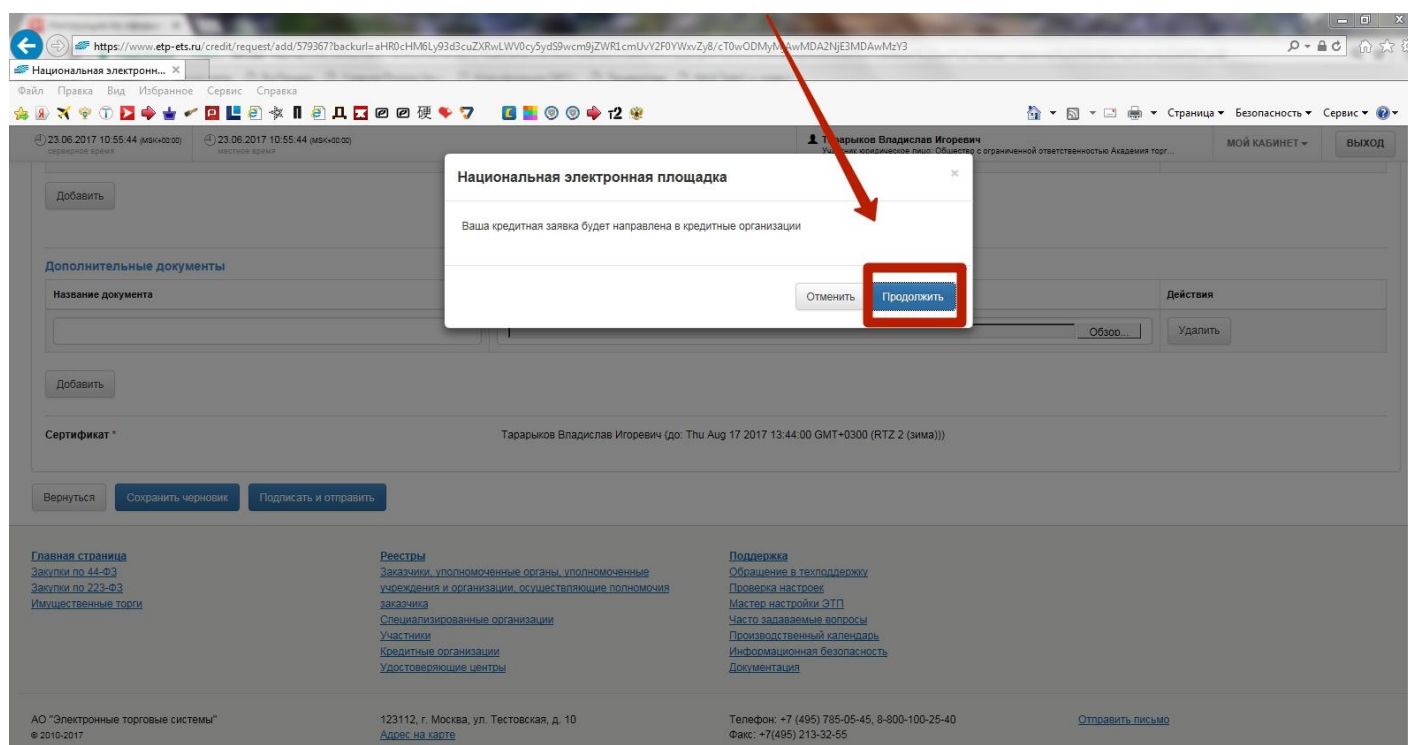 https://www.etp-ets.ru/credit/request/add/579367?backurl=
Национальная электронн...
Файл Правка Вид Избранное Сервис Справка
Страница Безопасность Сервис
23.06.2017 10:55:44 (MSK+00:00)
серверное время
23.06.2017 10:55:44 (MSK+00:00)
местное время
Тарарыков Владислав Игоревич
Участник юридическое лицо: Общество с ограниченной ответственностью Академия торг...
МОЙ КАБИНЕТ
ВЫХОД
Национальная электронная площадка
×
Ваша кредитная заявка будет направлена в кредитные организации
Отменить
Продолжить
Добавить
Дополнительные документы
Название документа
Действия
Обзор...
Удалить
Добавить
Сертификат *
Тарарыков Владислав Игоревич (до: Thu Aug 17 2017 13:44:00 GMT+0300 (RTZ 2 (зима)))
Вернуться
Сохранить черновик
Подписать и отправить
Главная страница
Закупки по 44-ФЗ
Закупки по 223-ФЗ
Имущественные торги
Реестры
Заказчики, уполномоченные органы, уполномоченные
учреждения и организации, осуществляющие полномочия
заказчика
Специализированные организации
Участники
Кредитные организации
Удостоверяющие центры
Поддержка
Обращение в техподдержку
Проверка настроек
Мастер настройки ЭТП
Часто задаваемые вопросы
Производственный календарь
Информационная безопасность
Документация
АО "Электронные торговые системы"
© 2010-2017
123112, г. Москва, ул. Тестовская, д. 10
Адрес на карте
Телефон: +7 (495) 785-05-45, 8-800-100-25-40
Факс: +7(495) 213-32-55
Отправить письмо